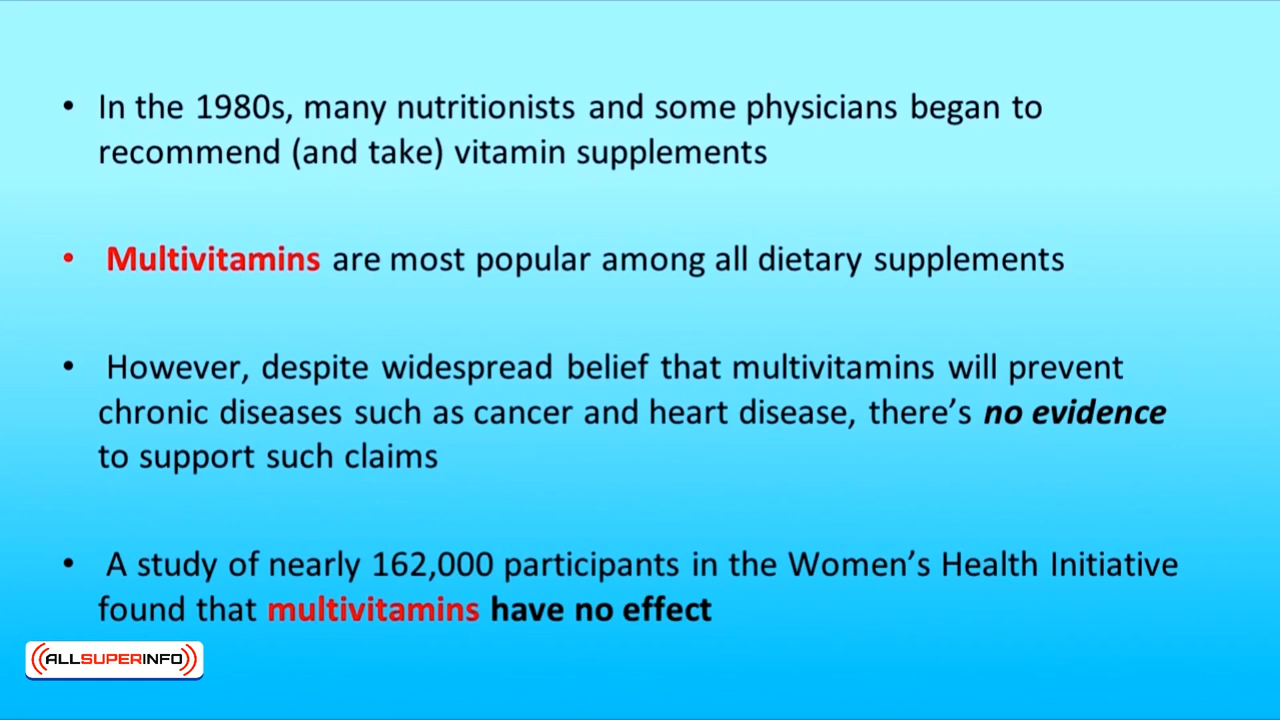 • In the 1980s, many nutritionists and some physicians began to
recommend (and take) vitamin supplements
• Multivitamins are most popular among all dietary supplements
• However, despite widespread belief that multivitamins will prevent
chronic diseases such as cancer and heart disease, there’s no evidence
to support such claims
• A study of nearly 162,000 participants in the Women’s Health Initiative
found that multivitamins have no effect
((ALLSUPERINFO))